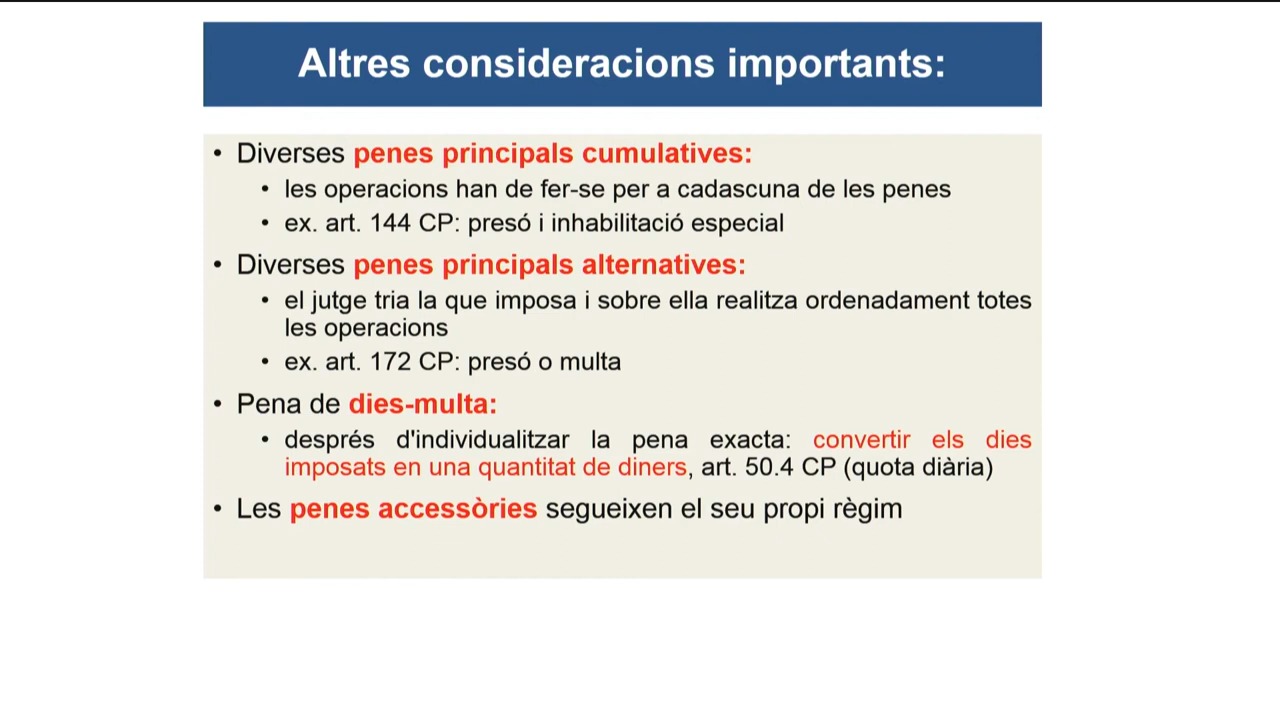 Altres consideracions importants:
• Diverses penes principals cumulatives:
• les operacions han de fer-se per a cadascuna de les penes
• ex. art. 144 CP: presó i inhabilitació especial
• Diverses penes principals alternatives:
• el jutge tria la que imposa i sobre ella realitza ordenadament totes
les operacions
• ex. art. 172 CP: presó o multa
• Pena de dies-multa:
• després d'individualitzar la pena exacta: convertir els dies
imposats en una quantitat de diners, art. 50.4 CP (quota diària)
• Les penes accessòries segueixen el seu propi règim